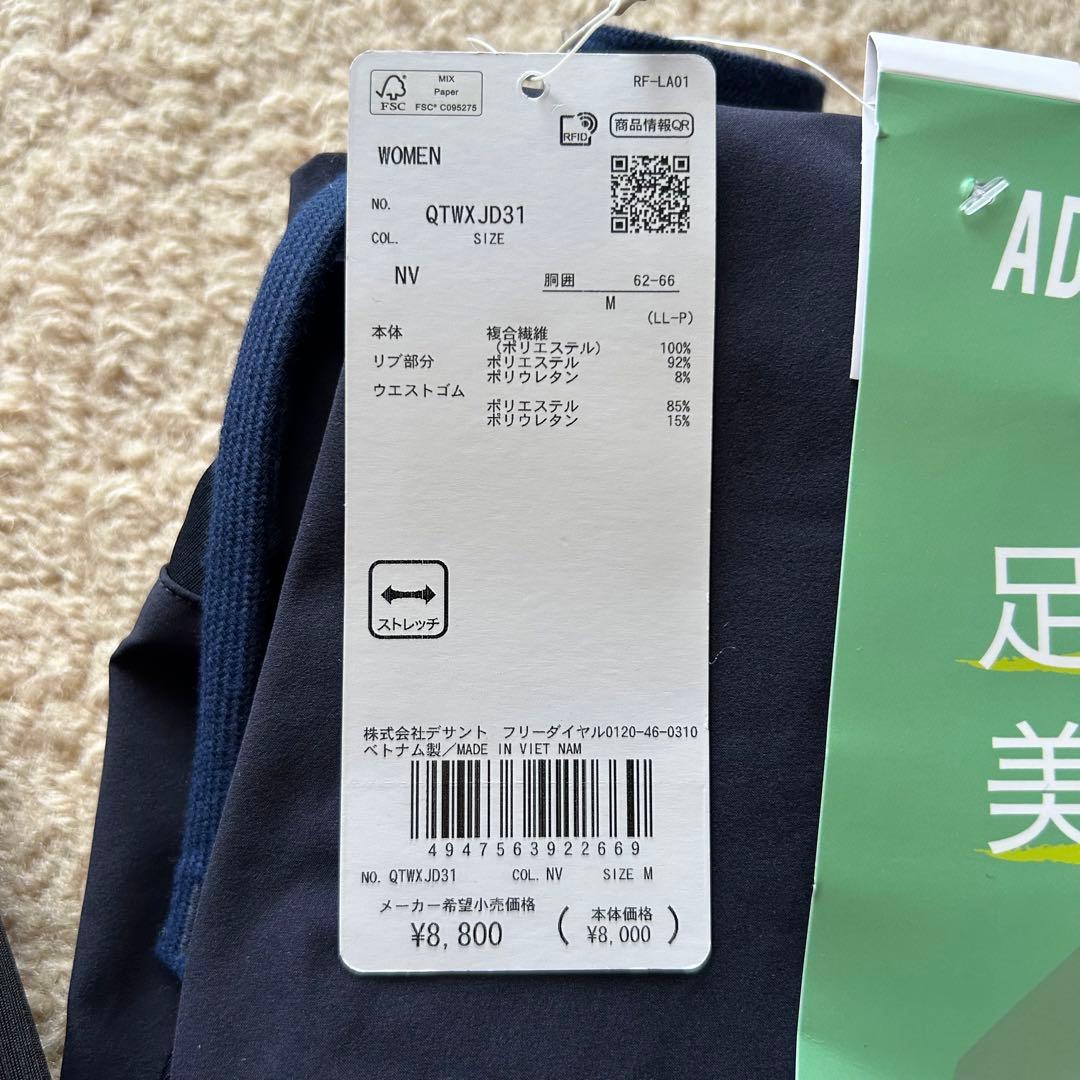 FSC
MIX
Paper
FSC® C095275
RF-LA01
RFID
商品情報QR
WOMEN
NO. QTWXJD31
COL. SIZE
NV
胴囲 62-66
M
(LL-P)
本体 複合繊維
(ポリエステル) 100%
リブ部分 ポリエステル 92%
ポリウレタン 8%
ウエストゴム
ポリエステル 85%
ポリウレタン 15%
ストレッチ
株式会社デサント フリーダイヤル0120-46-0310
ベトナム製/MADE IN VIET NAM
4947563922669
NO. QTWXJD31 COL. NV SIZE M
メーカー希望小売価格
¥8,800
(本体価格
¥8,000)
AD
足
美